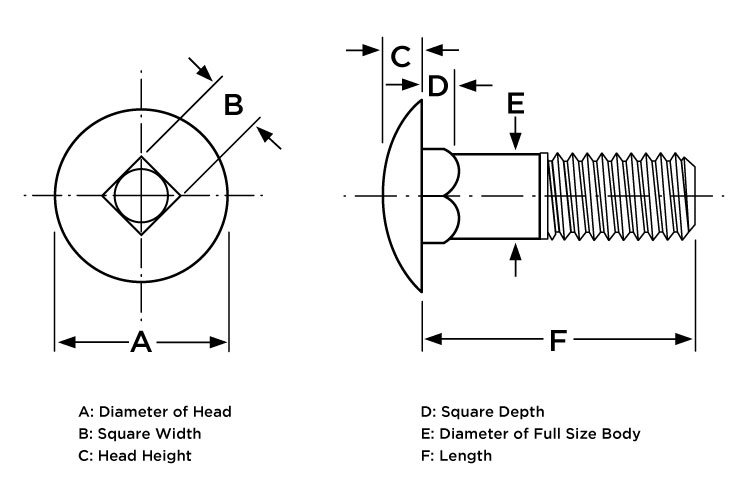 C
D
B
E
A
F
A: Diameter of Head
B: Square Width
C: Head Height
D: Square Depth
E: Diameter of Full Size Body
F: Length